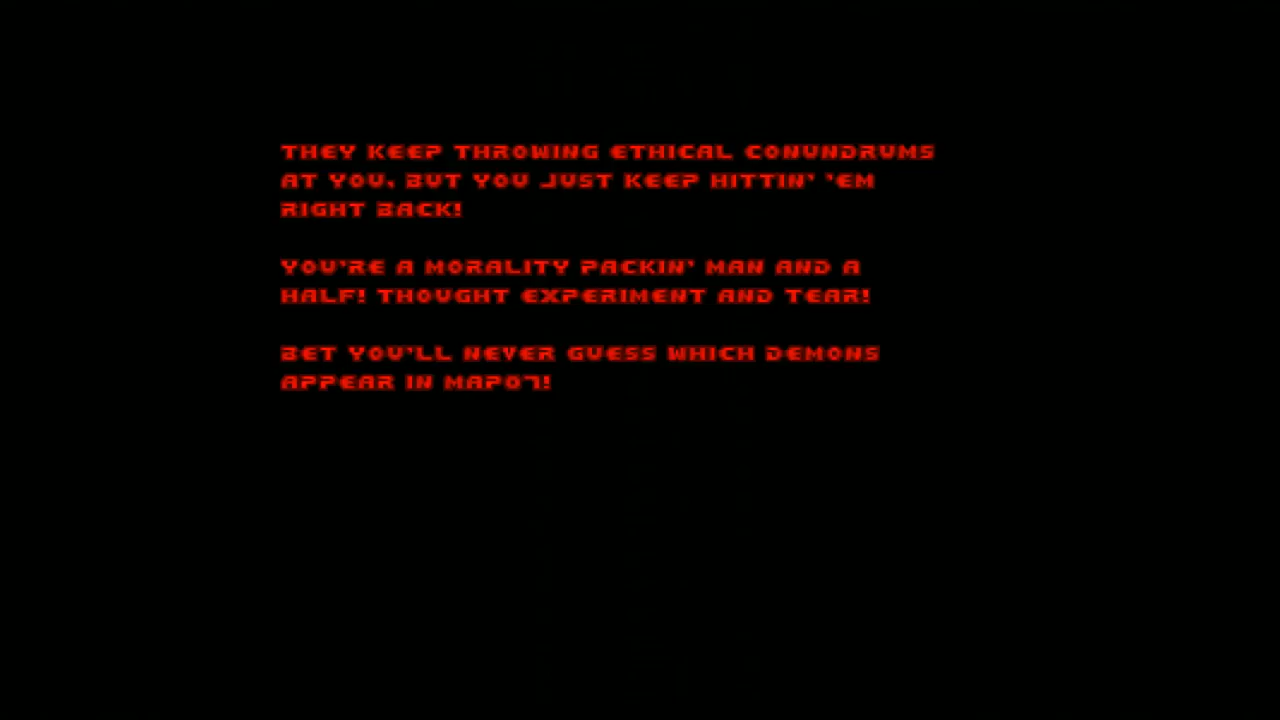 THEY KEEP THROWING ETHICAL CONUNDRUMS
AT YOU, BUT YOU JUST KEEP HITTIN' 'EM
RIGHT BACK!
YOU'RE A MORALITY PACKIN' MAN AND A
HALF! THOUGHT EXPERIMENT AND TEAR!
BET YOU'LL NEVER GUESS WHICH DEMONS
APPEAR IN MAP07!